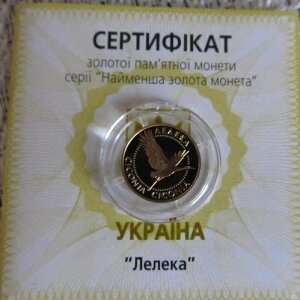 СЕРТИФІКАТ
золотої пам'ятної монети
серії "Найменша золота монета"
ЛЕЛЕКА
CICONIA CICONIA
УКРАЇНА
"Лелека"